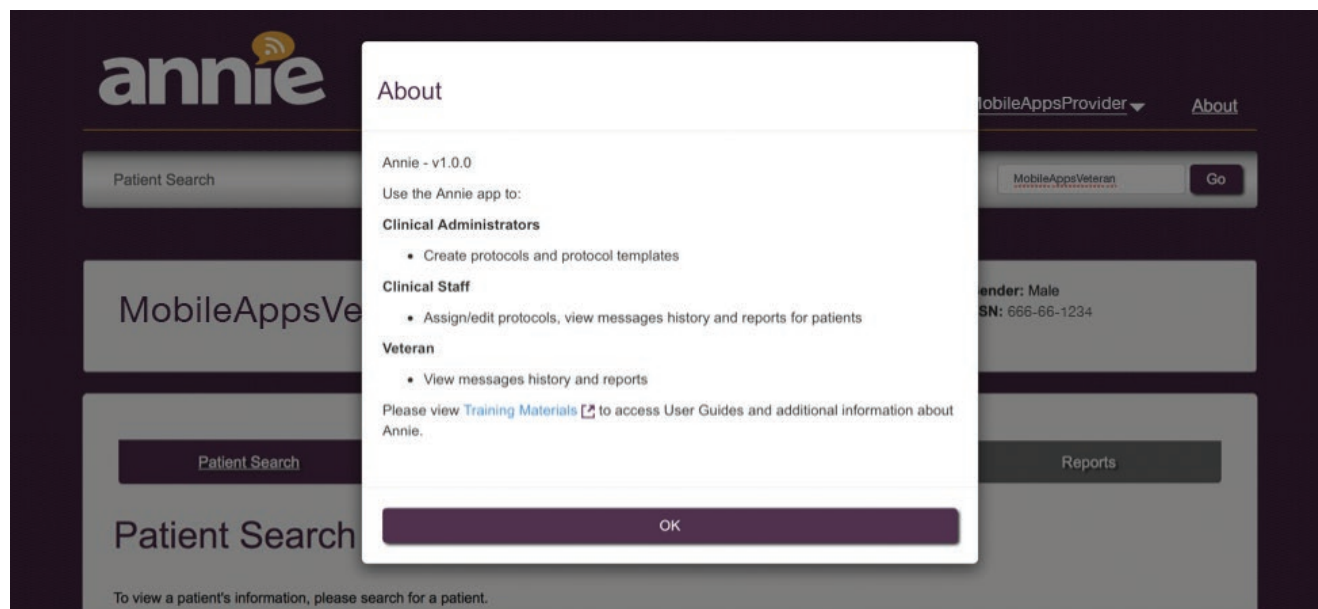 annie
MobileAppsProvider
About
Patient Search
MobileAppsVeteran
Go
MobileAppsVe
ender: Male
SN: 666-66-1234
Patient Search
Reports
Patient Search
To view a patient's information, please search for a patient.
About
Annie - v1.0.0
Use the Annie app to:
Clinical Administrators
• Create protocols and protocol templates
Clinical Staff
• Assign/edit protocols, view messages history and reports for patients
Veteran
• View messages history and reports
Please view Training Materials to access User Guides and additional information about
Annie.
OK